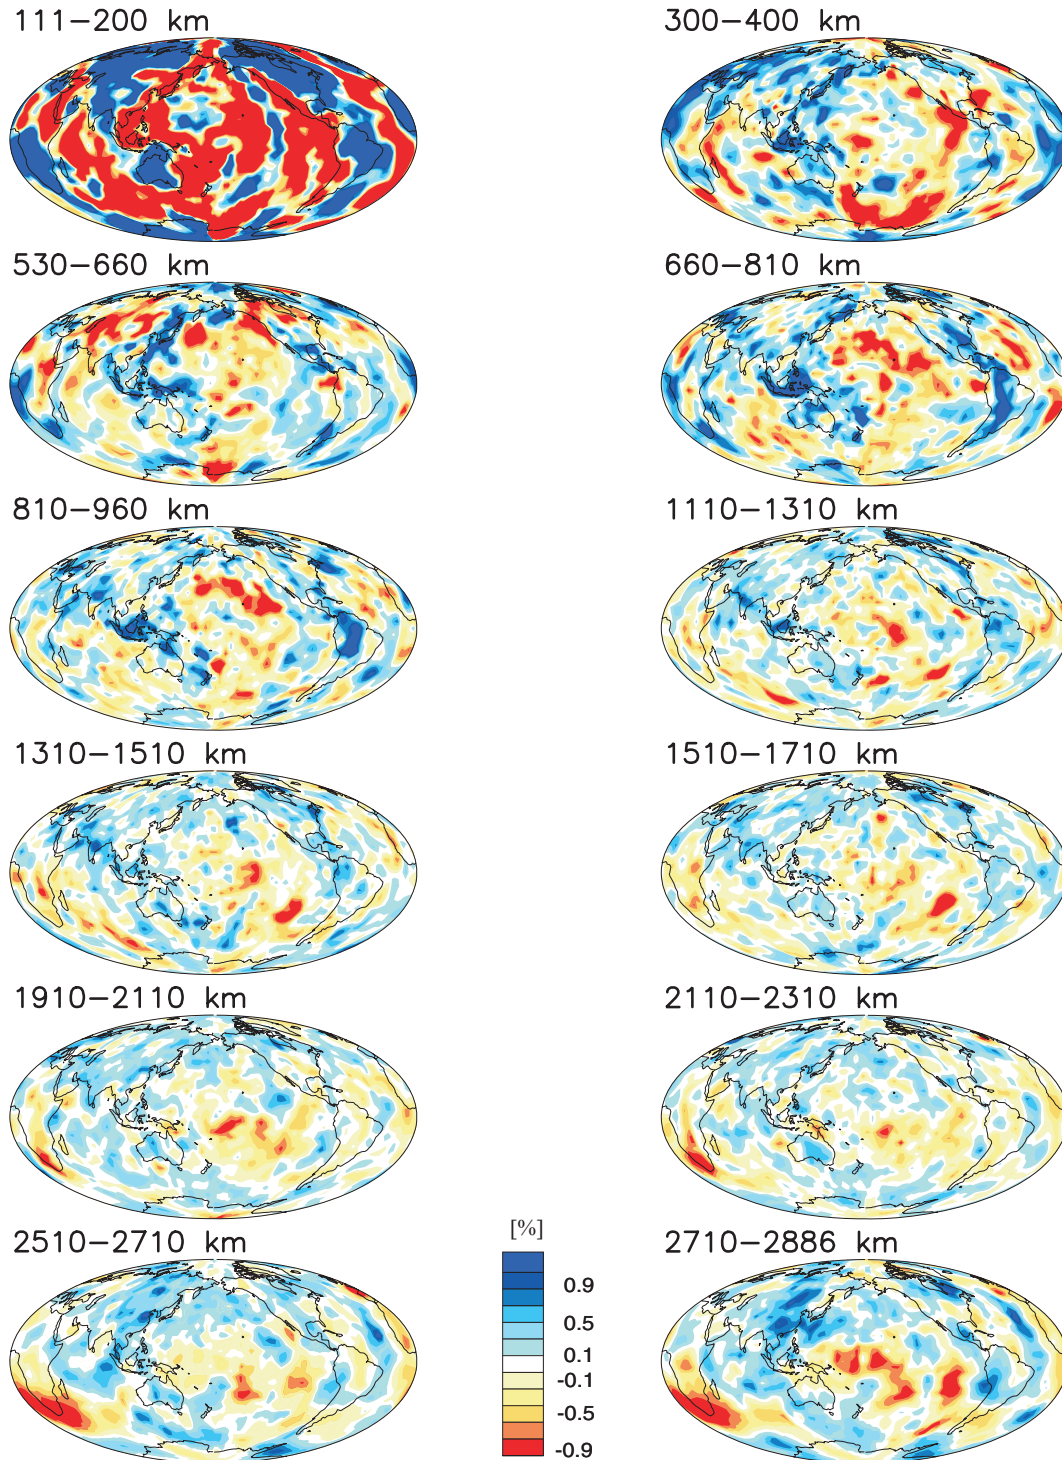 111–200 km
300–400 km
530–660 km
660–810 km
810–960 km
1110–1310 km
1310–1510 km
1510–1710 km
1910–2110 km
2110–2310 km
2510–2710 km
[%]
2710–2886 km
0.9
0.5
0.1
-0.1
-0.5
-0.9